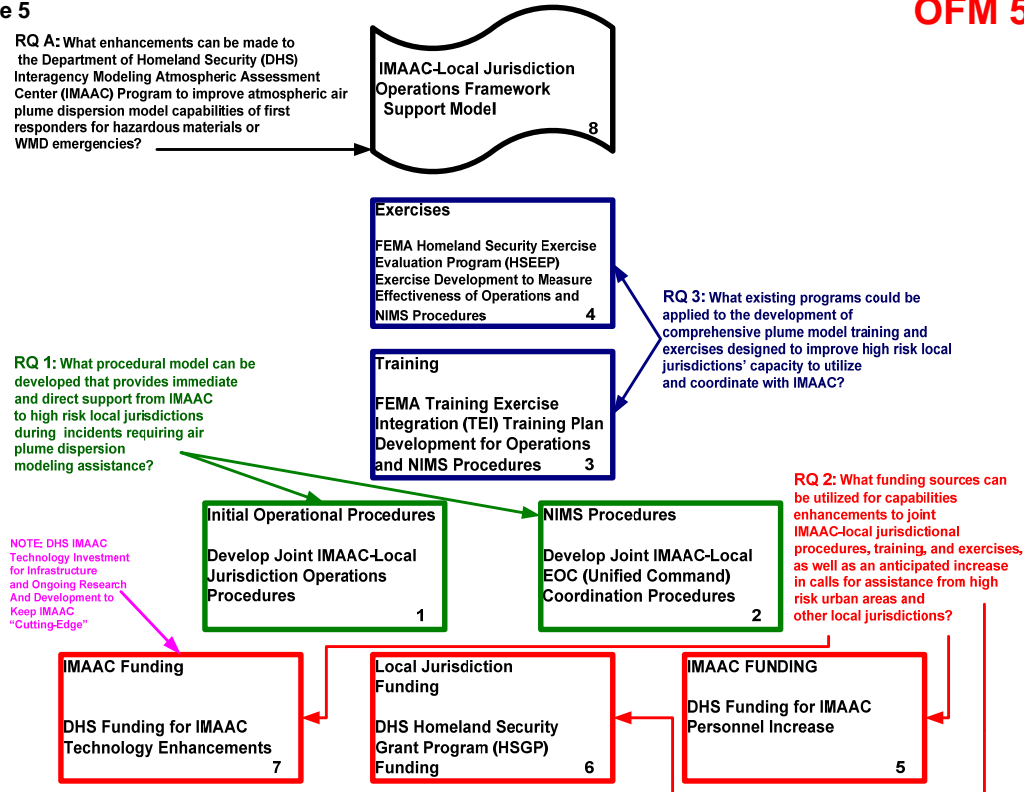 e 5
OFM 5
RQ A: What enhancements can be made to
the Department of Homeland Security (DHS)
Interagency Modeling Atmospheric Assessment
Center (IMAAC) Program to improve atmospheric air
plume dispersion model capabilities of first
responders for hazardous materials or
WMD emergencies?
IMAAC-Local Jurisdiction
Operations Framework
Support Model
8
Exercises
FEMA Homeland Security Exercise
Evaluation Program (HSEEP)
Exercise Development to Measure
Effectiveness of Operations and
NIMS Procedures
4
RQ 3: What existing programs could be
applied to the development of
comprehensive plume model training and
exercises designed to improve high risk local
jurisdictions' capacity to utilize
and coordinate with IMAAC?
Training
FEMA Training Exercise
Integration (TEI) Training Plan
Development for Operations
and NIMS Procedures
3
RQ 1: What procedural model can be
developed that provides immediate
and direct support from IMAAC
to high risk local jurisdictions
during incidents requiring air
plume dispersion
modeling assistance?
Initial Operational Procedures
Develop Joint IMAAC-Local
Jurisdiction Operations
Procedures
1
NIMS Procedures
Develop Joint IMAAC-Local
EOC (Unified Command)
Coordination Procedures
2
RQ 2: What funding sources can
be utilized for capabilities
enhancements to joint
IMAAC-local jurisdictional
procedures, training, and exercises,
as well as an anticipated increase
in calls for assistance from high
risk urban areas and
other local jurisdictions?
NOTE: DHS IMAAC
Technology Investment
for Infrastructure
and Ongoing Research
And Development to
Keep IMAAC
"Cutting-Edge"
IMAAC Funding
DHS Funding for IMAAC
Technology Enhancements
7
Local Jurisdiction
Funding
DHS Homeland Security
Grant Program (HSGP)
Funding
6
IMAAC FUNDING
DHS Funding for IMAAC
Personnel Increase
5